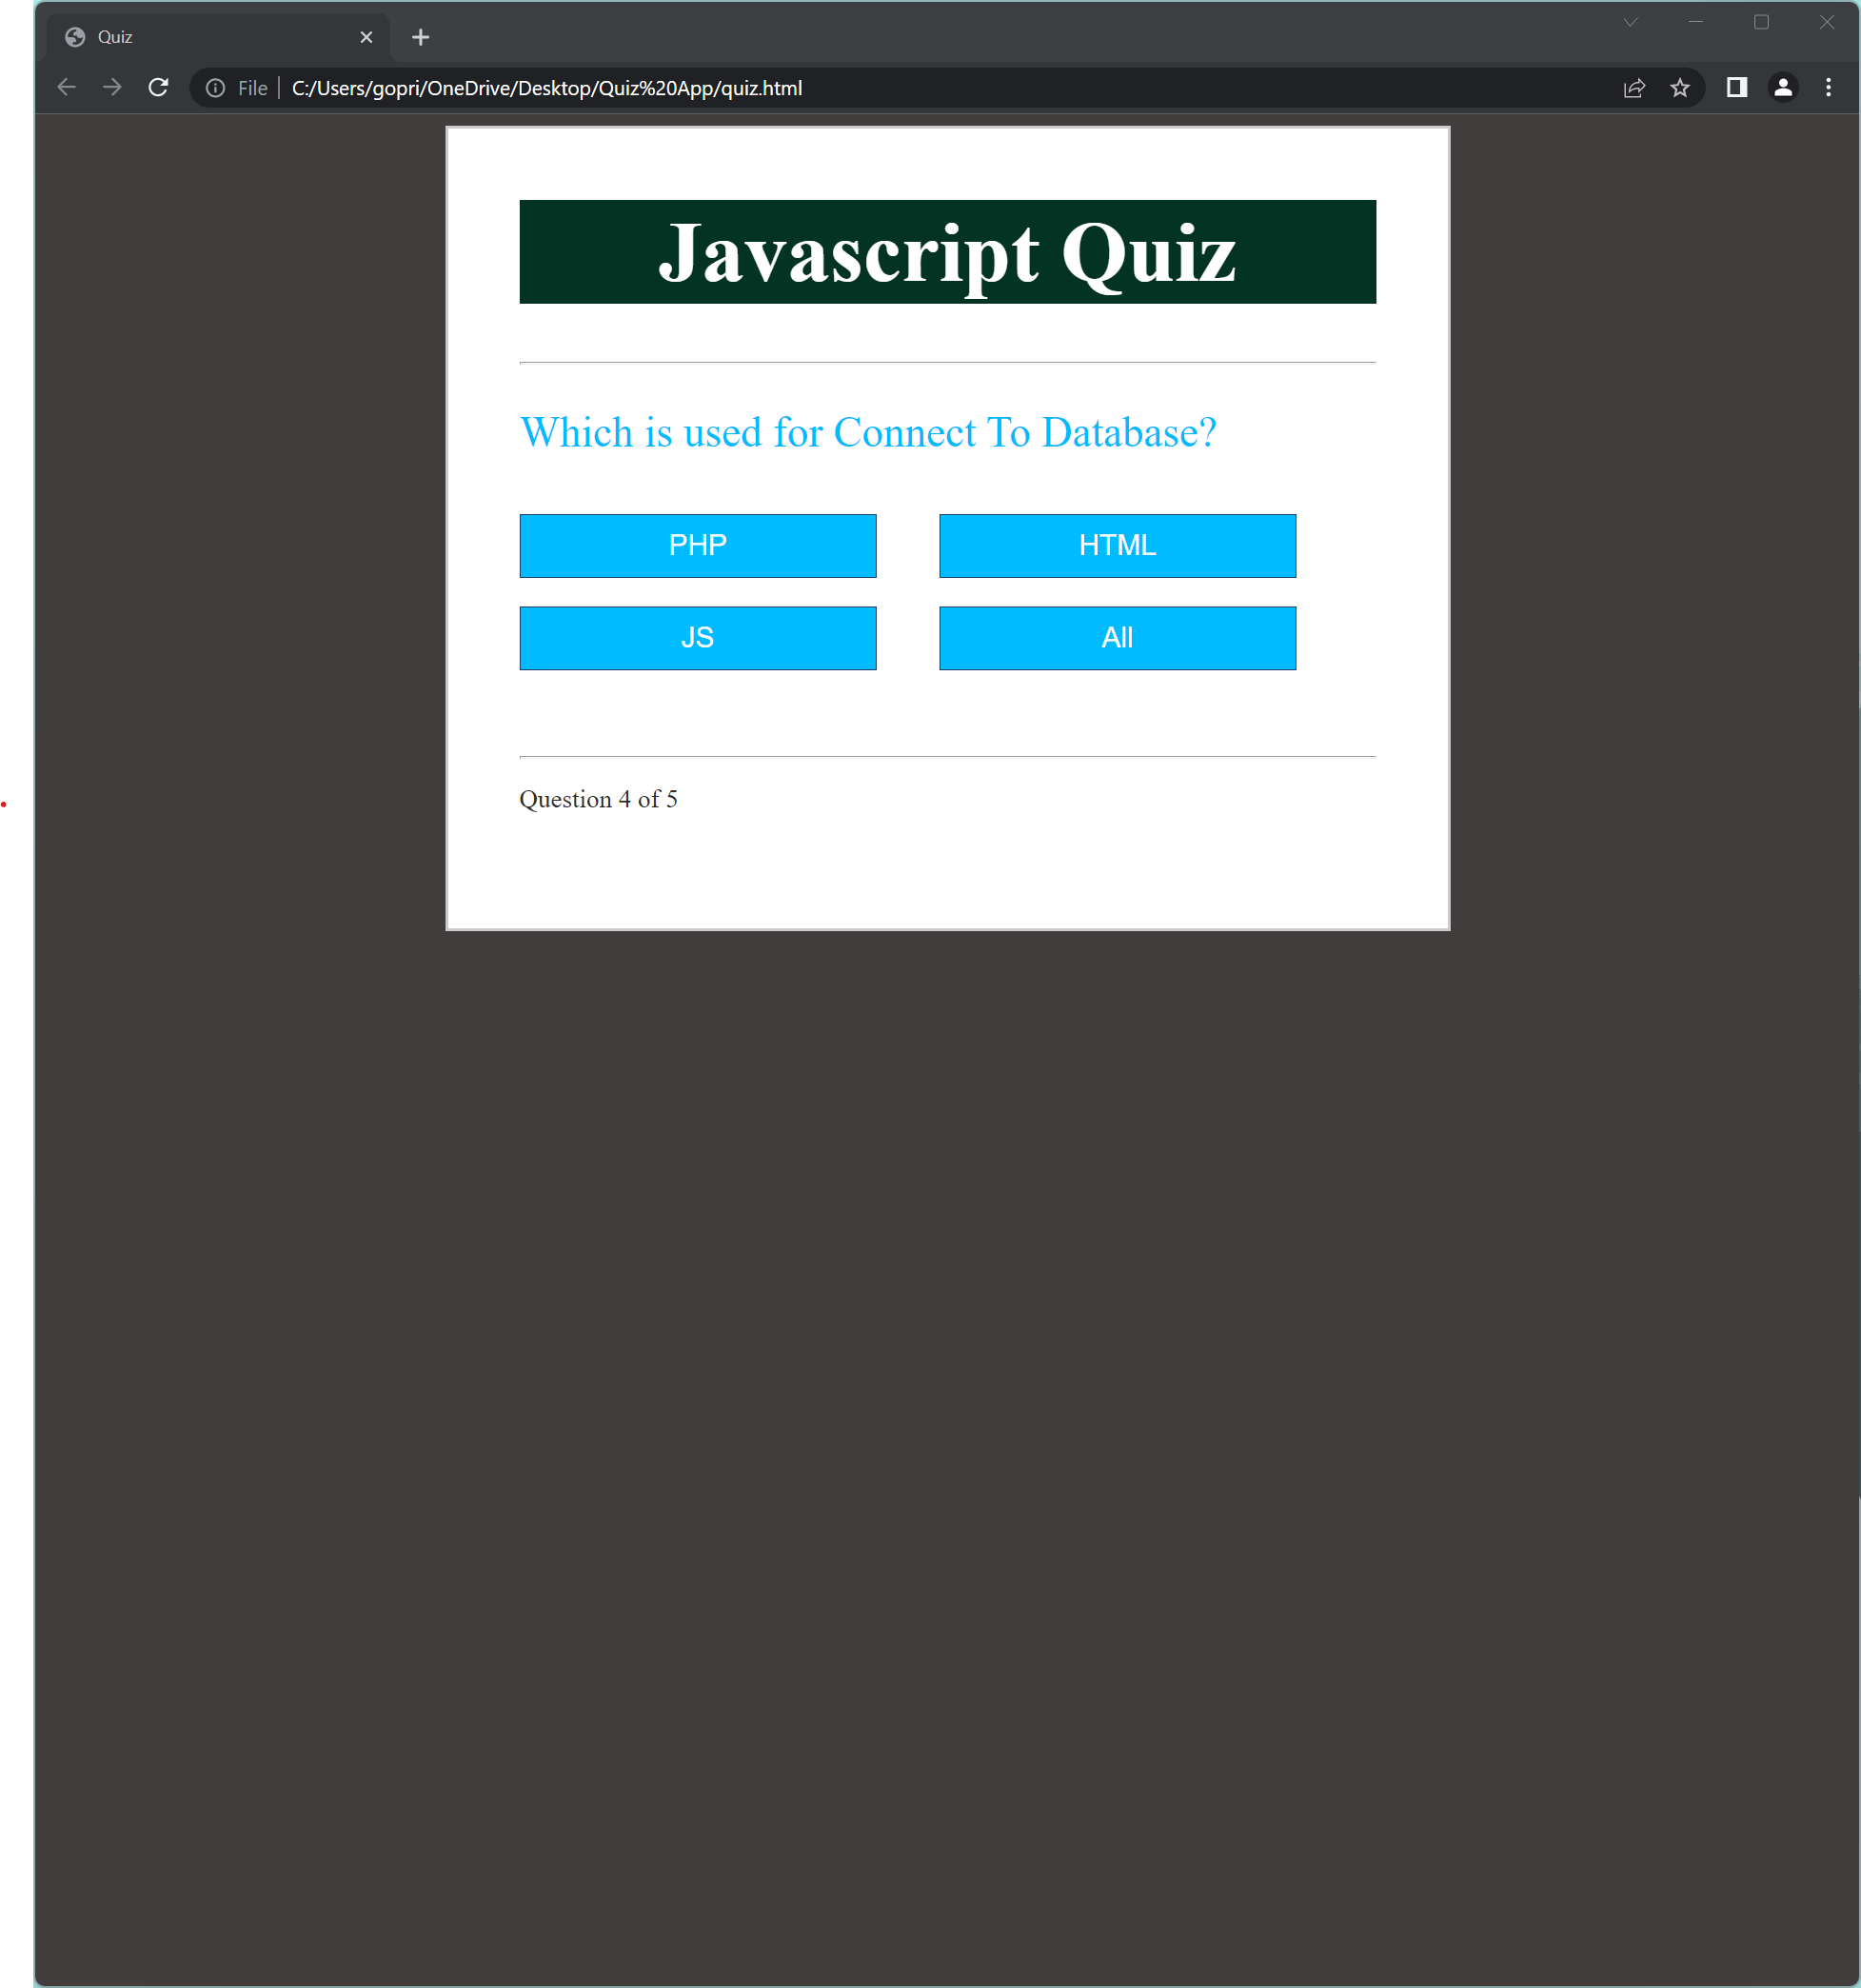 Quiz
File C:/Users/gopri/OneDrive/Desktop/Quiz%20App/quiz.html
Javascript Quiz
Which is used for Connect To Database?
PHP HTML
JS All
Question 4 of 5